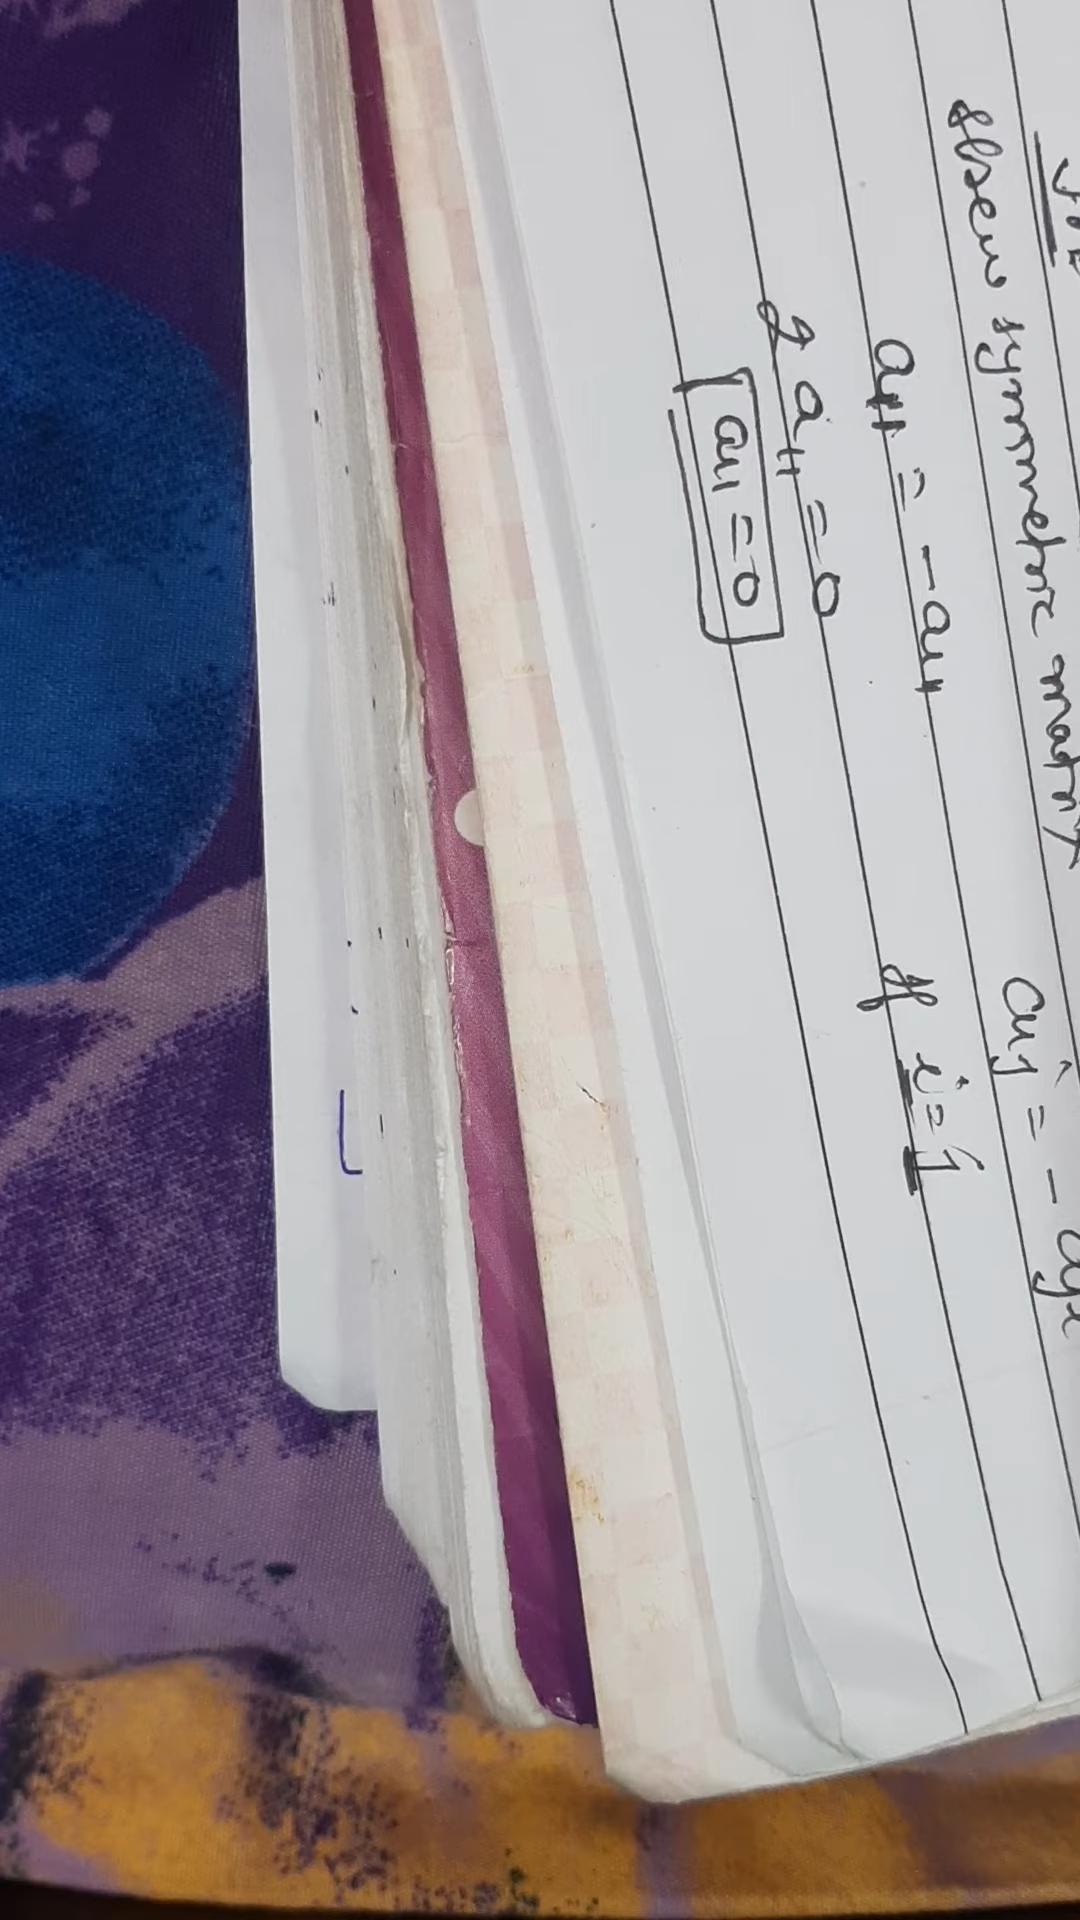 skew symmetric matrix aij = - aji
a11 = - a11 if i=j
2 a11 = 0
a11 = 0